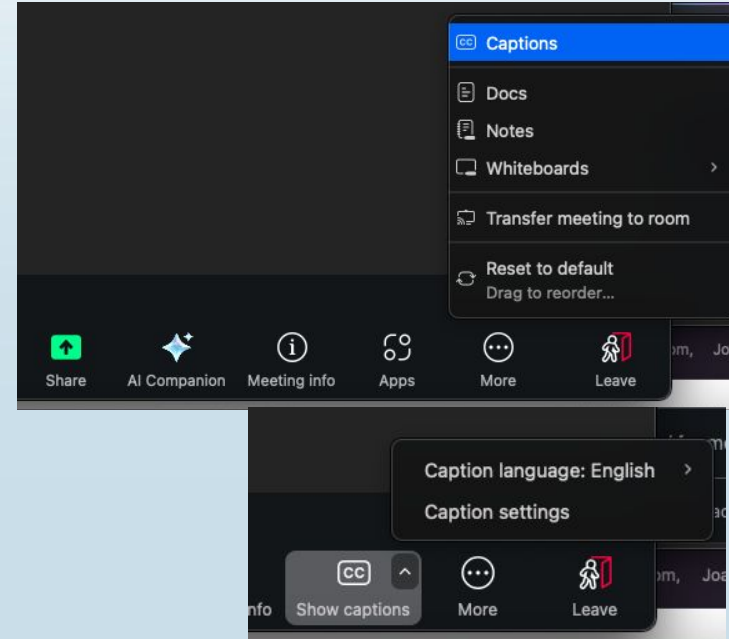 Captions
Docs
Notes
Whiteboards
Transfer meeting to room
Reset to default
Drag to reorder...
Share
AI Companion
Meeting info
Apps
More
Leave
Caption language: English
Caption settings
CC
Show captions
More
Leave